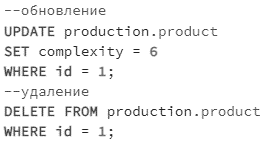 --обновление
UPDATE production.product
SET complexity = 6
WHERE id = 1;
--удаление
DELETE FROM production.product
WHERE id = 1;